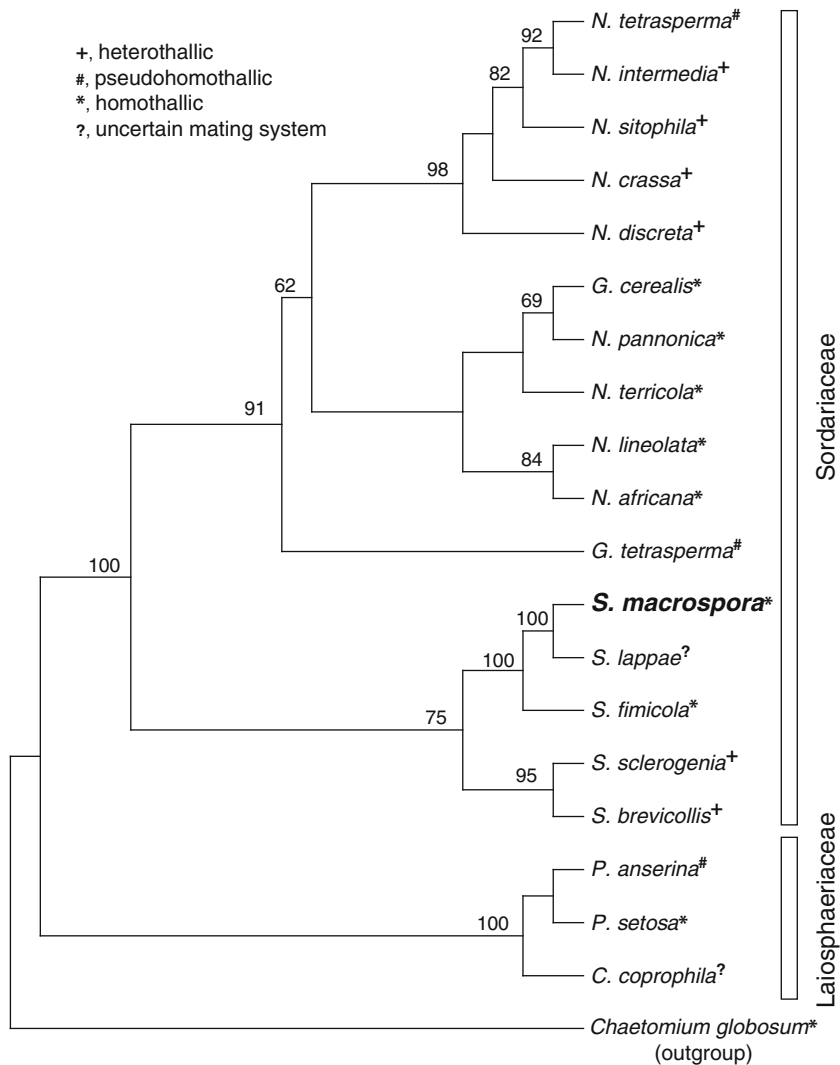 +, heterothallic
#, pseudohomothallic
*, homothallic
?, uncertain mating system
92
N. tetrasperma#
N. intermedia+
82
N. sitophila+
N. crassa+
98
N. discreta+
62
69
G. cerealis*
N. pannonica*
N. terricola*
91
84
N. lineolata*
N. africana*
G. tetrasperma#
100
100
S. macrospora*
S. lappae?
100
S. fimicola*
75
95
S. sclerogenia+
S. brevicollis+
100
P. anserina#
P. setosa*
C. coprophila?
Chaetomium globosum*
(outgroup)
Sordariaceae
Laiosphaeriaceae